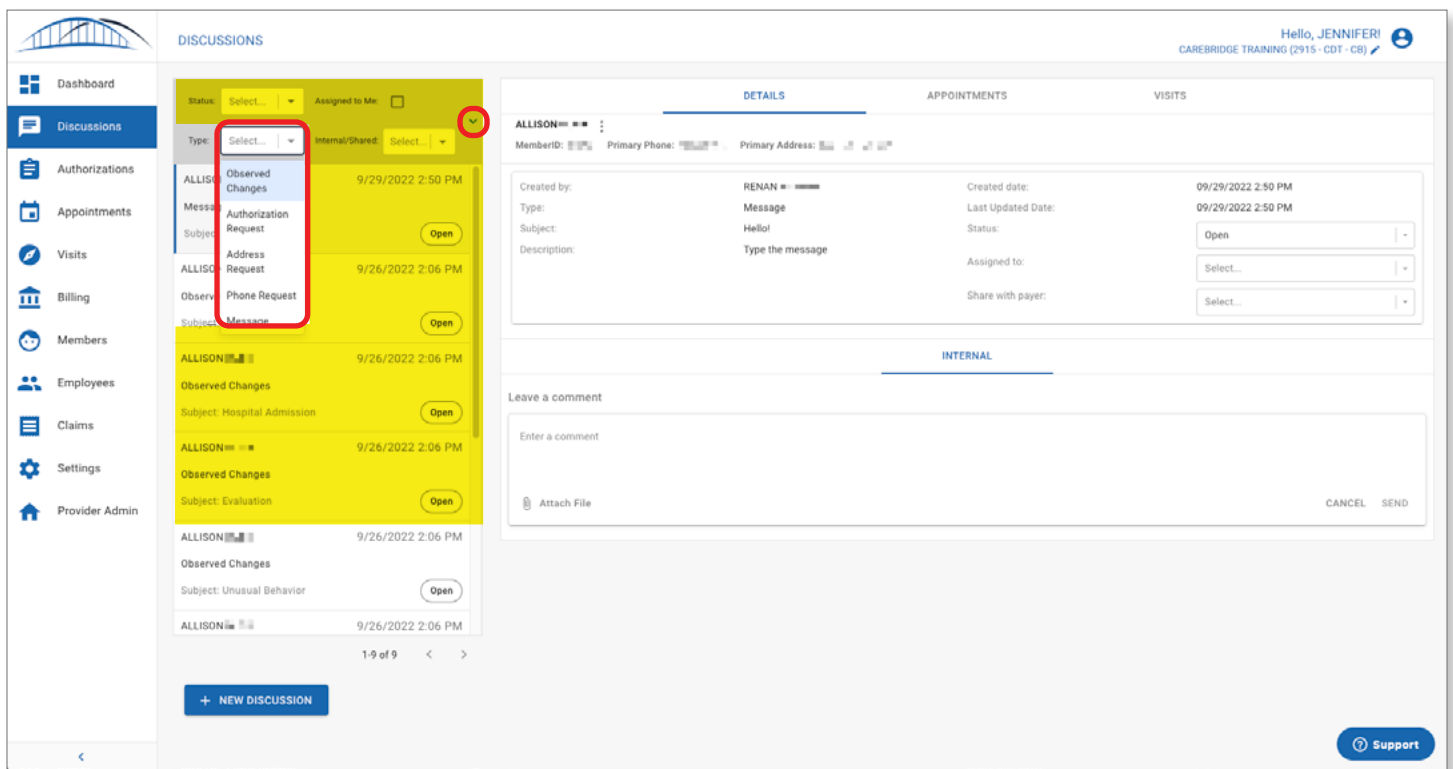 DISCUSSIONS
Hello, JENNIFER!
CAREBRIDGE TRAINING (2915 - CDT - CB)
Dashboard
Discussions
Authorizations
Appointments
Visits
Billing
Members
Employees
Claims
Settings
Provider Admin
Status: Select... Assigned to Me:
Type: Select... Internal/Shared: Select...
Observed
Changes
Authorization
Request
Address
Request
Phone Request
Message
9/29/2022 2:50 PM
Open
9/26/2022 2:06 PM
Open
ALLISON 9/26/2022 2:06 PM
Observed Changes
Subject: Hospital Admission Open
ALLISON 9/26/2022 2:06 PM
Observed Changes
Subject: Evaluation Open
ALLISON 9/26/2022 2:06 PM
Observed Changes
Subject: Unusual Behavior Open
ALLISON 9/26/2022 2:06 PM
1-9 of 9
+ NEW DISCUSSION
DETAILS APPOINTMENTS VISITS
ALLISON
MemberID: Primary Phone: Primary Address:
Created by: RENAN Created date: 09/29/2022 2:50 PM
Type: Message Last Updated Date: 09/29/2022 2:50 PM
Subject: Hello! Status: Open
Description: Type the message
Assigned to: Select...
Share with payer: Select...
INTERNAL
Leave a comment
Enter a comment
Attach File CANCEL SEND
Support